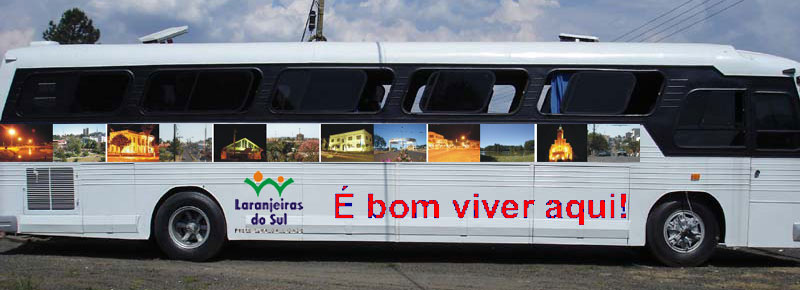 Laranjeiras
do Sul
É bom viver aqui!